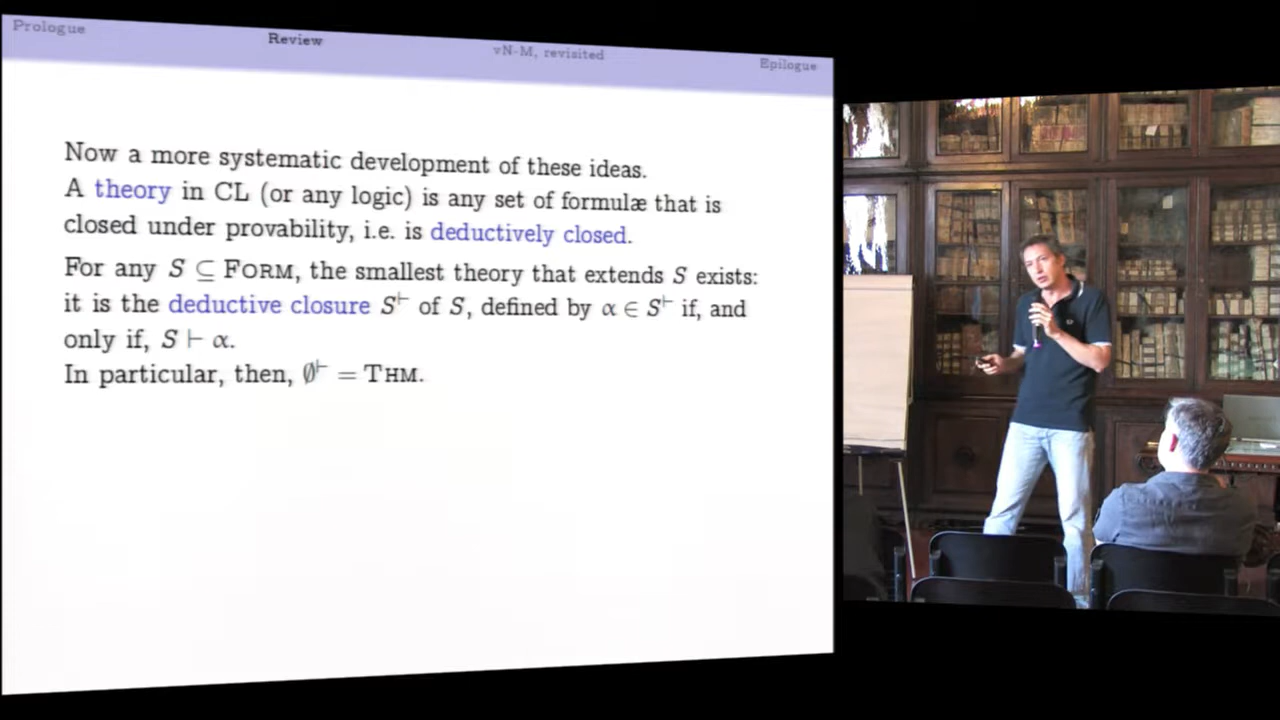 Prologue
Review
vN-M, revisited
Epilogue
Now a more systematic development of these ideas.
A theory in CL (or any logic) is any set of formulæ that is
closed under provability, i.e. is deductively closed.
For any S ⊆ FORM, the smallest theory that extends S exists:
it is the deductive closure S⊢ of S, defined by α ∈ S⊢ if, and
only if, S ⊢ α.
In particular, then, ∅⊢ = THM.